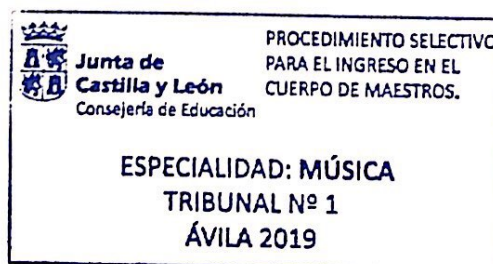 Junta de
Castilla y León
Consejería de Educación
PROCEDIMIENTO SELECTIVO
PARA EL INGRESO EN EL
CUERPO DE MAESTROS.
ESPECIALIDAD: MÚSICA
TRIBUNAL Nº 1
ÁVILA 2019